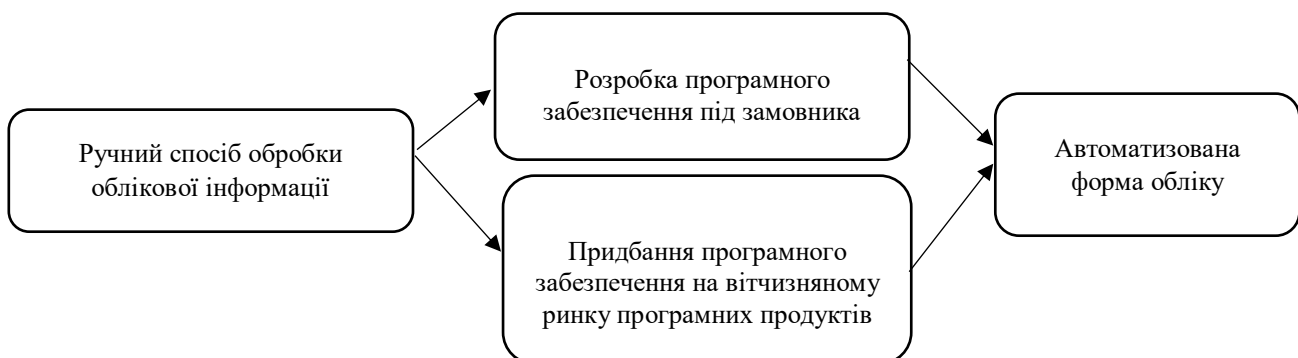 Ручний спосіб обробки
облікової інформації
Розробка програмного
забезпечення під замовника
Придбання програмного
забезпечення на вітчизняному
ринку програмних продуктів
Автоматизована
форма обліку